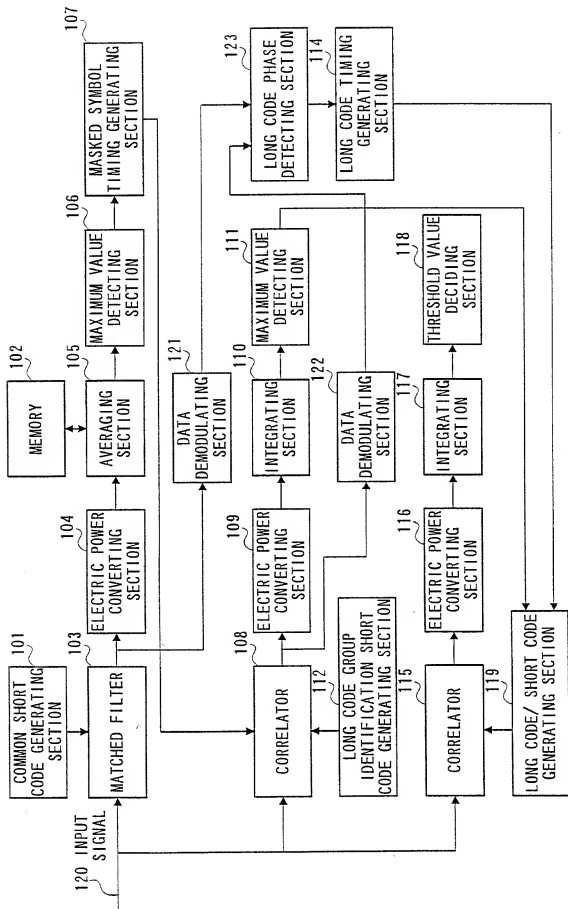 120 INPUT
SIGNAL
101
COMMON SHORT
CODE GENERATING
SECTION
103
MATCHED FILTER
104
ELECTRIC POWER
CONVERTING
SECTION
102
MEMORY
105
AVERAGING
SECTION
106
MAXIMUM VALUE
DETECTING
SECTION
107
MASKED SYMBOL
TIMING GENERATING
SECTION
121
DATA
DEMODULATING
SECTION
108
CORRELATOR
109
ELECTRIC POWER
CONVERTING
SECTION
110
INTEGRATING
SECTION
111
MAXIMUM VALUE
DETECTING
SECTION
123
LONG CODE PHASE
DETECTING SECTION
114
LONG CODE TIMING
GENERATING
SECTION
112
LONG CODE GROUP
IDENTIFICATION SHORT
CODE GENERATING SECTION
122
DATA
DEMODULATING
SECTION
115
CORRELATOR
116
ELECTRIC POWER
CONVERTING
SECTION
117
INTEGRATING
SECTION
118
THRESHOLD VALUE
DECIDING
SECTION
119
LONG CODE/ SHORT CODE
GENERATING SECTION